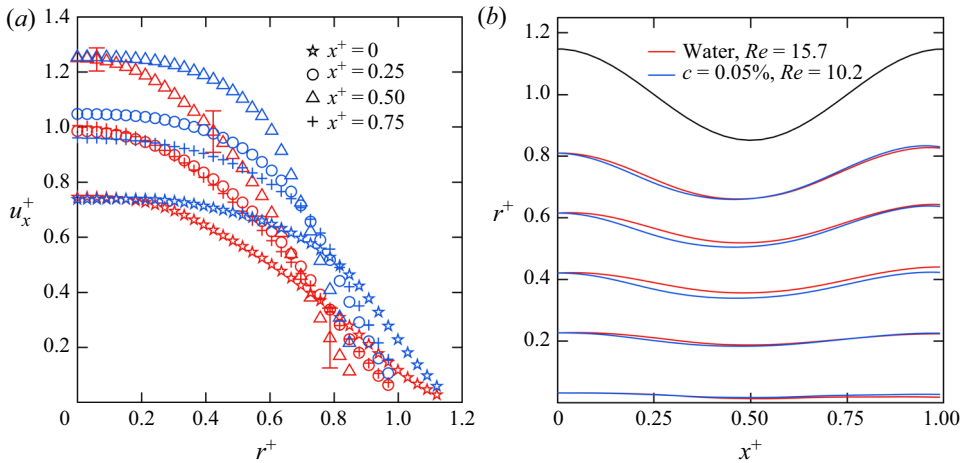 (a)
1.4
1.2
1.0
0.8
0.6
0.4
0.2
u_x^+
x^+ = 0
x^+ = 0.25
x^+ = 0.50
x^+ = 0.75
0
0.2
0.4
0.6
0.8
1.0
1.2
r^+
(b)
1.2
1.0
0.8
0.6
0.4
0.2
r^+
Water, Re = 15.7
c = 0.05%, Re = 10.2
0
0.25
0.50
0.75
1.00
x^+